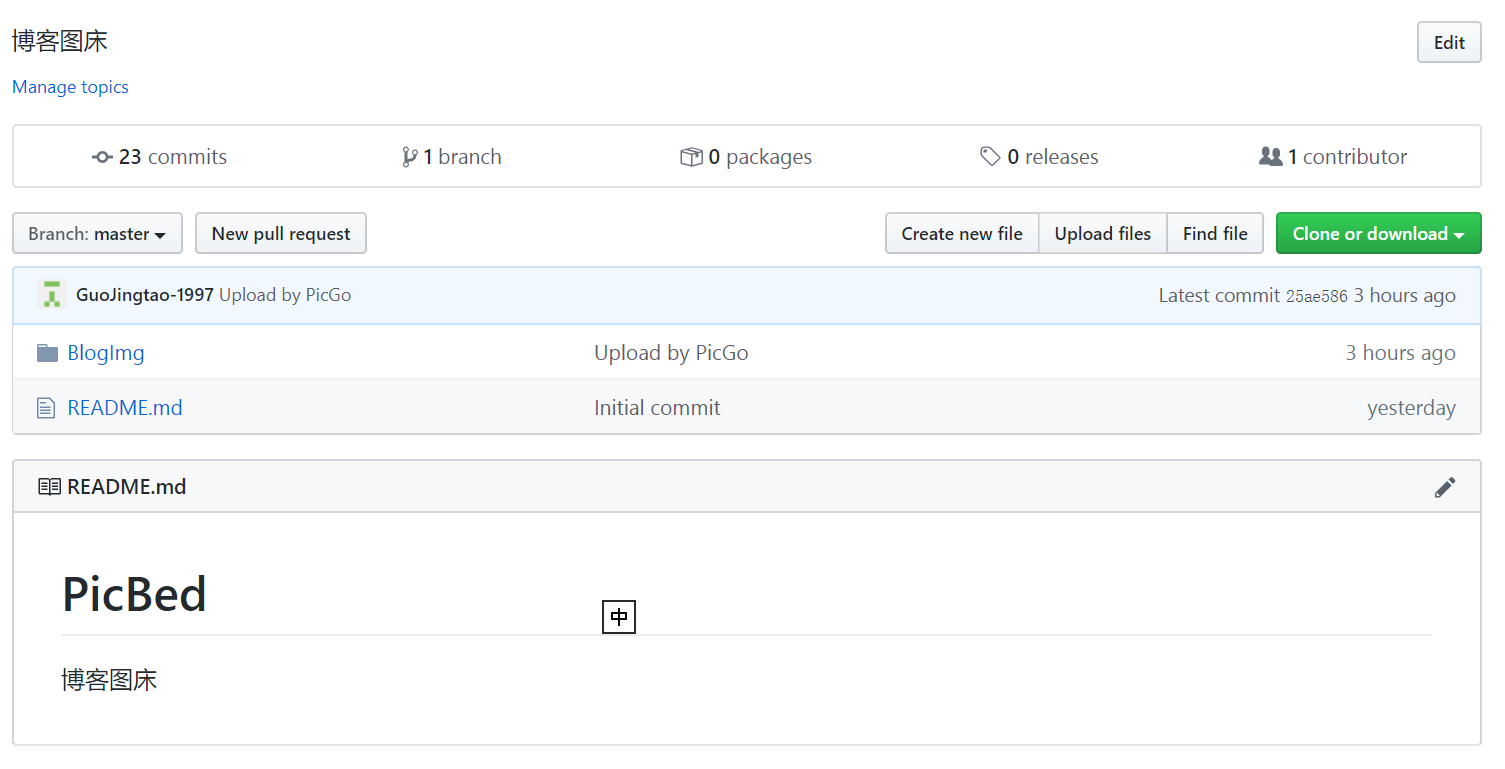 博客图床
Edit
Manage topics
23 commits 1 branch 0 packages 0 releases 1 contributor
Branch: master New pull request Create new file Upload files Find file Clone or download
GuoJingtao-1997 Upload by PicGo Latest commit 25ae586 3 hours ago
BlogImg Upload by PicGo 3 hours ago
README.md Initial commit yesterday
README.md
PicBed
中
博客图床